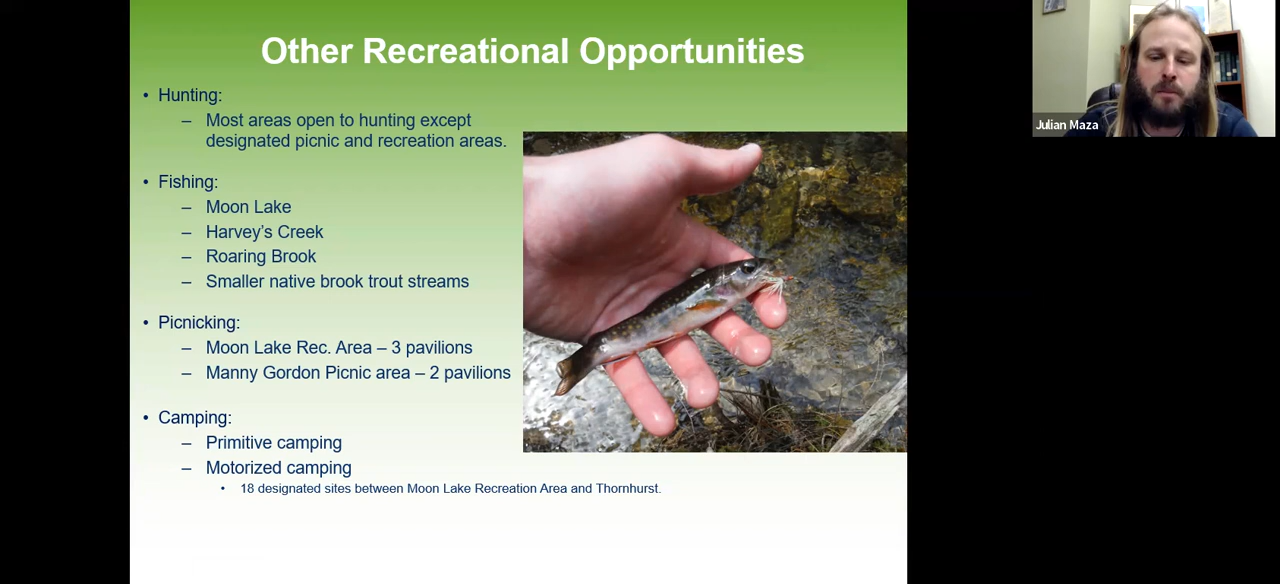 Other Recreational Opportunities
• Hunting:
– Most areas open to hunting except
designated picnic and recreation areas.
• Fishing:
– Moon Lake
– Harvey's Creek
– Roaring Brook
– Smaller native brook trout streams
• Picnicking:
– Moon Lake Rec. Area – 3 pavilions
– Manny Gordon Picnic area – 2 pavilions
• Camping:
– Primitive camping
– Motorized camping
• 18 designated sites between Moon Lake Recreation Area and Thornhurst.
Julian Maza